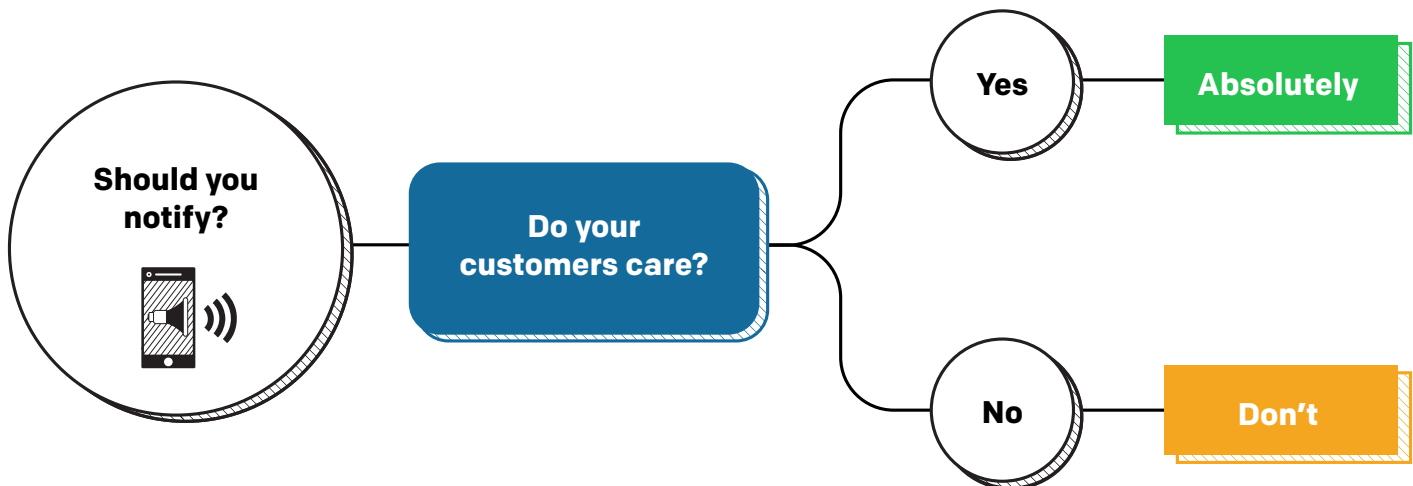 Should you
notify?
Do your
customers care?
Yes
Absolutely
No
Don’t